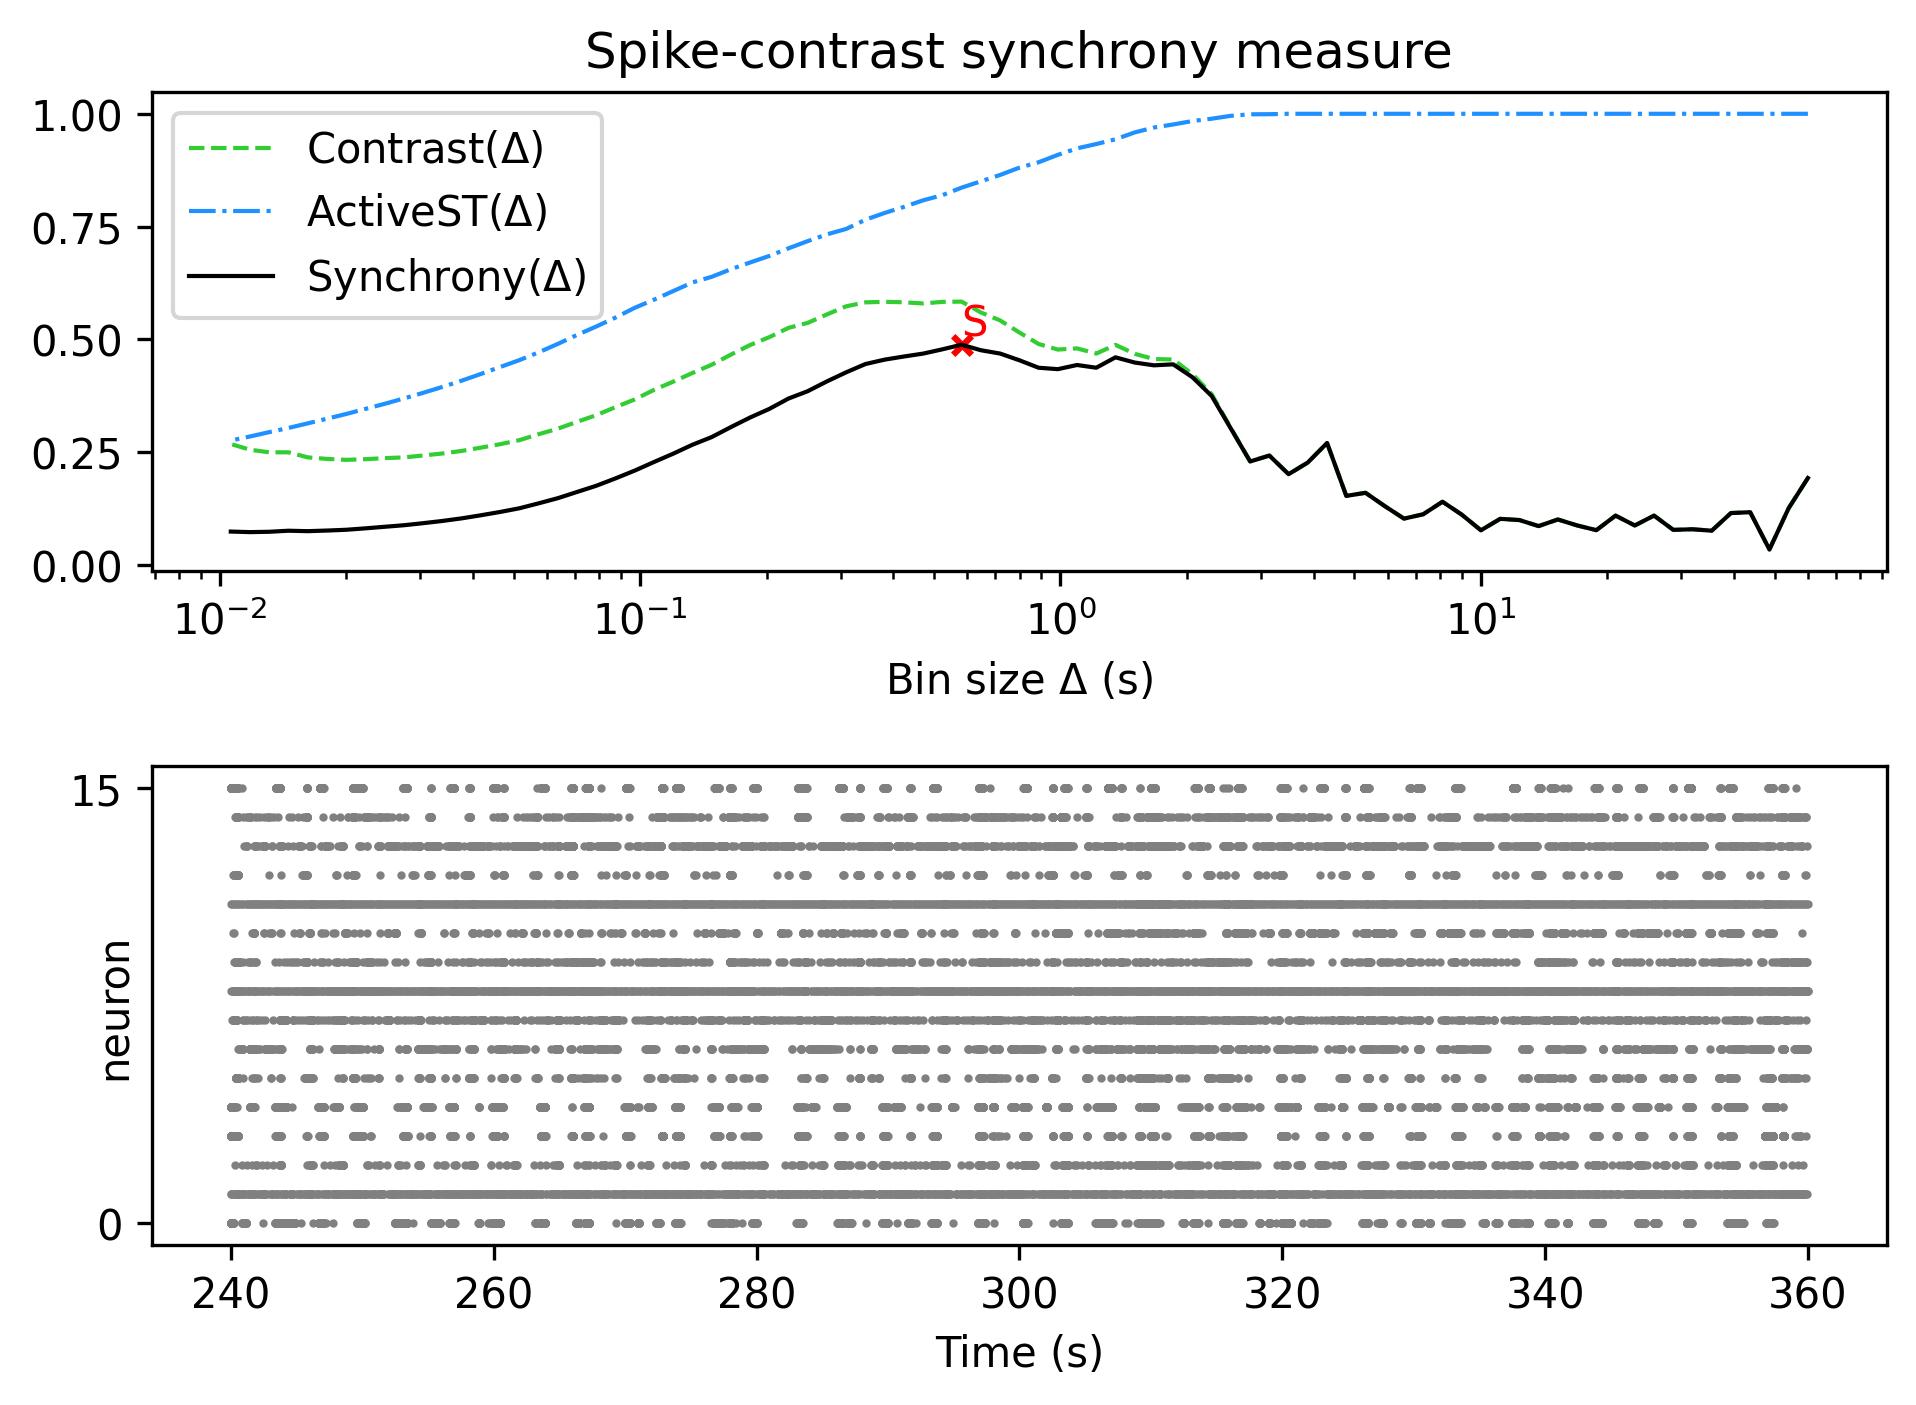 Spike-contrast synchrony measure
1.00
0.75
0.50
0.25
0.00
Contrast(Δ)
ActiveST(Δ)
Synchrony(Δ)
S
10⁻² 10⁻¹ 10⁰ 10¹
Bin size Δ (s)
15
0
neuron
240 260 280 300 320 340 360
Time (s)